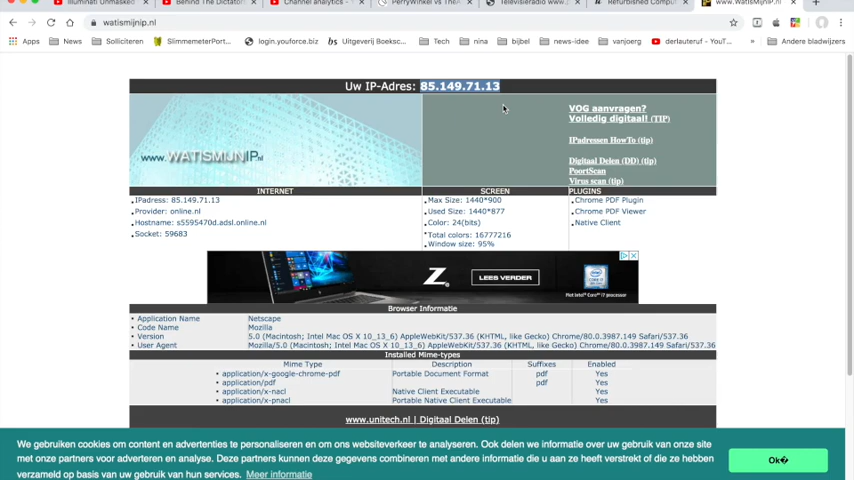 Illuminati Unmasked
Behind The Dictator
Channel analytics -
PerryWinkel vs TheA
Televisieradio www.j
Refurbished Compu
www.WatisMijnIP.n
watismijnip.nl
Apps
News
Solliciteren
SlimmemeterPort...
login.youforce.biz
Uitgeverij Boeksc...
Tech
nina
bijbel
news-idee
vanjoerg
derlauteruf - YouT...
Andere bladwijzers
Uw IP-Adres: 85.149.71.13
www.WATISMIJNIP.nl
VOG aanvragen?
Volledig digitaal! (TIP)
IPadressen HowTo (tip)
Digitaal Delen (DD) (tip)
PoortScan
Virus scan (tip)
INTERNET
IPadress: 85.149.71.13
Provider: online.nl
Hostname: s5595470d.adsl.online.nl
Socket: 59683
SCREEN
Max Size: 1440*900
Used Size: 1440*877
Color: 24(bits)
Total colors: 16777216
Window size: 95%
PLUGINS
Chrome PDF Plugin
Chrome PDF Viewer
Native Client
LEES VERDER
Browser Informatie
Application Name Netscape
Code Name Mozilla
Version 5.0 (Macintosh; Intel Mac OS X 10_13_6) AppleWebKit/537.36 (KHTML, like Gecko) Chrome/80.0.3987.149 Safari/537.36
User Agent Mozilla/5.0 (Macintosh; Intel Mac OS X 10_13_6) AppleWebKit/537.36 (KHTML, like Gecko) Chrome/80.0.3987.149 Safari/537.36
Installed Mime-types
Mime Type Description Suffixes Enabled
application/x-google-chrome-pdf Portable Document Format pdf Yes
application/pdf pdf Yes
application/x-nacl Native Client Executable Yes
application/x-pnacl Portable Native Client Executable Yes
www.unitech.nl | Digitaal Delen (tip)
We gebruiken cookies om content en advertenties te personaliseren en om ons websiteverkeer te analyseren. Ook delen we informatie over uw gebruik van onze site
met onze partners voor adverteren en analyse. Deze partners kunnen deze gegevens combineren met andere informatie die u aan ze heeft verstrekt of die ze hebben
verzameld op basis van uw gebruik van hun services. Meer informatie
Ok�